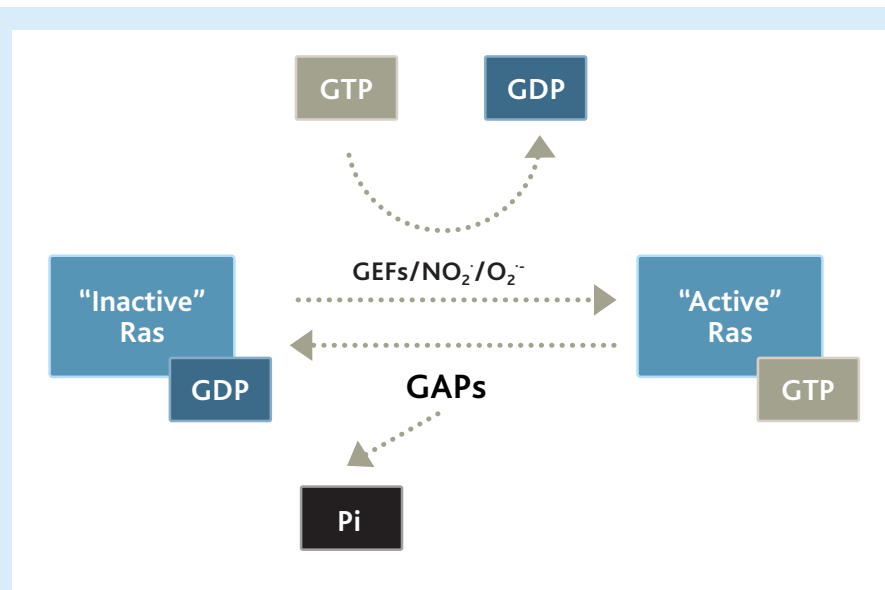 GTP
GDP
GEFs/NO₂˙/O₂˙⁻
“Inactive”
Ras
GDP
“Active”
Ras
GTP
GAPs
Pi